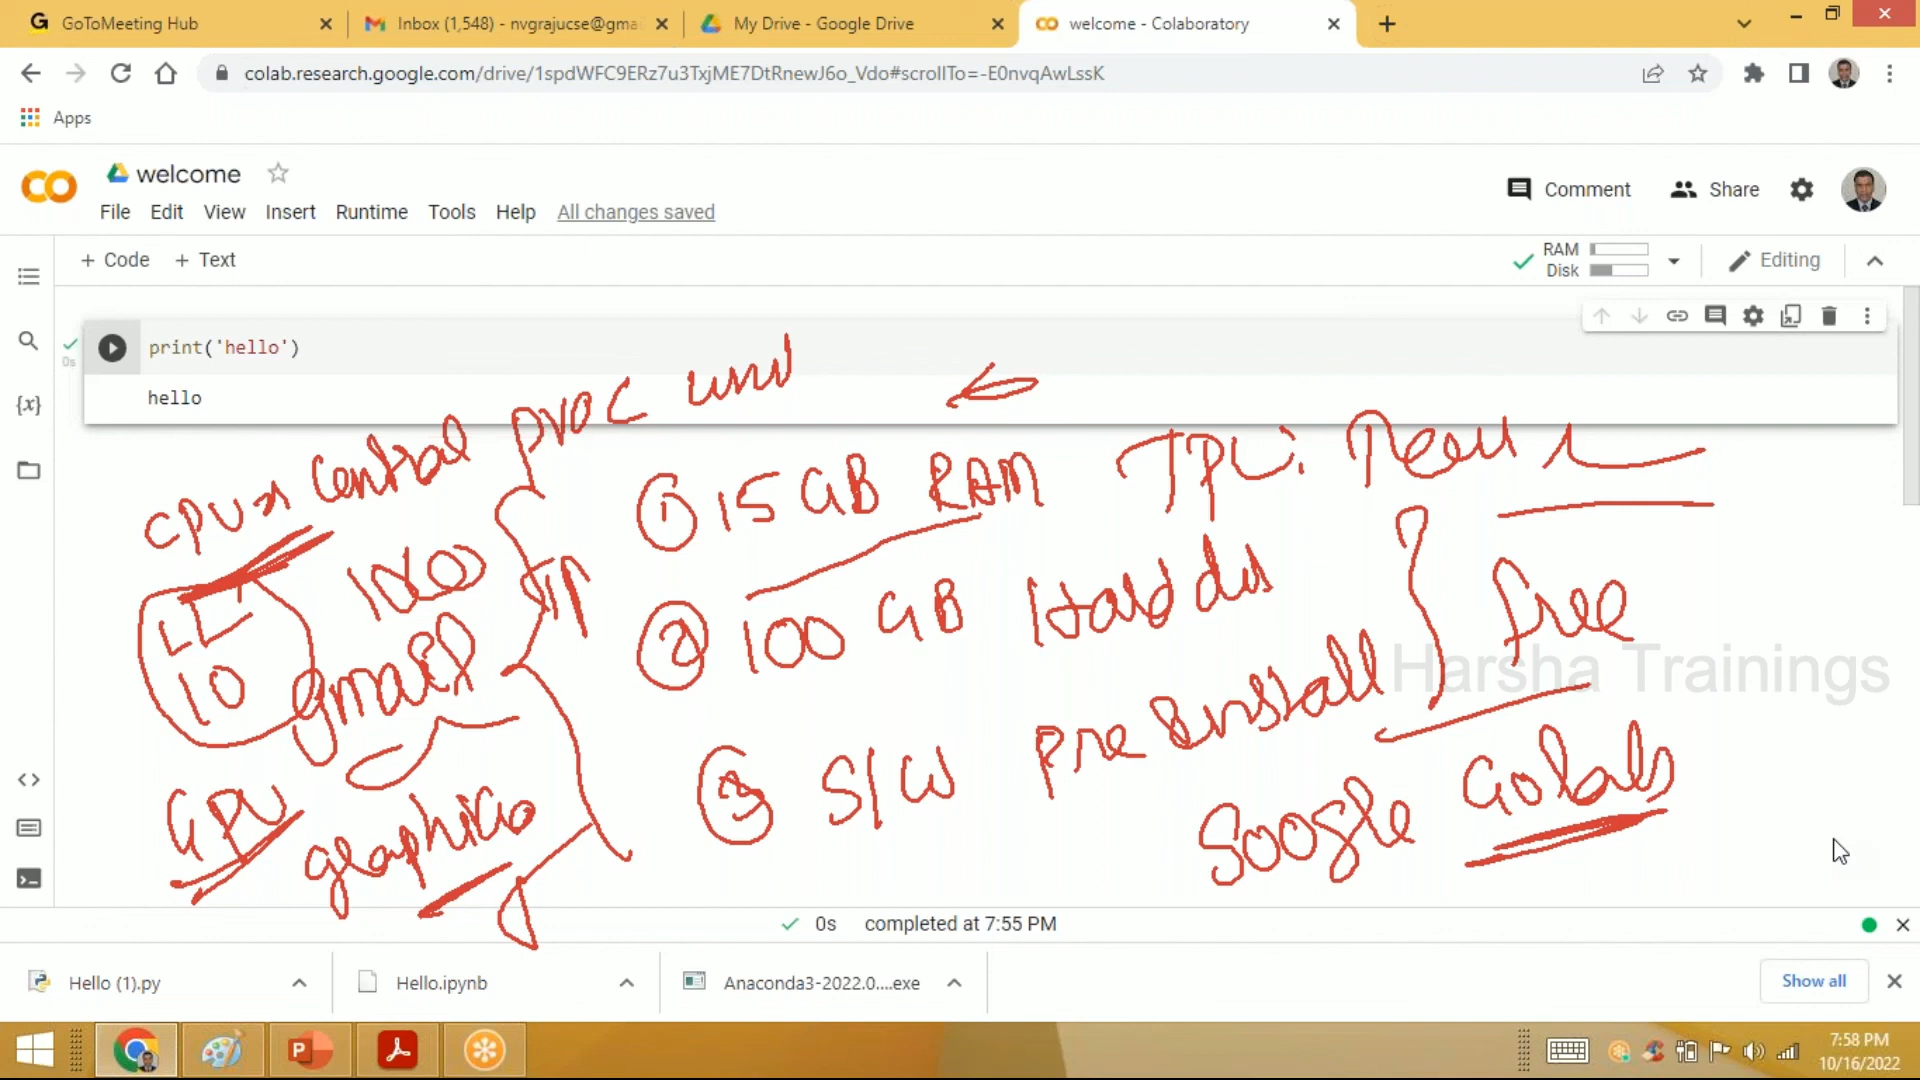 GoToMeeting Hub
Inbox (1,548) - nvgrajucse@gma
My Drive - Google Drive
welcome - Colaboratory
colab.research.google.com/drive/1spdWFC9ERz7u3TxjME7DtRnewJ6o_Vdo#scrollTo=-E0nvqAwLssK
Apps
welcome
Comment
Share
File Edit View Insert Runtime Tools Help All changes saved
+ Code + Text
RAM
Disk
Editing
print('hello')
0s
hello
{x}
CPU Central proc unit
① 15 GB RAM
TPU:
10
gmail
② 100 GB Hard
free
Harsha Trainings
③ S/W Pre install
GPU
graphics
Google Colabs
0s completed at 7:55 PM
Hello (1).py
Hello.ipynb
Anaconda3-2022.0....exe
Show all
7:58 PM
10/16/2022